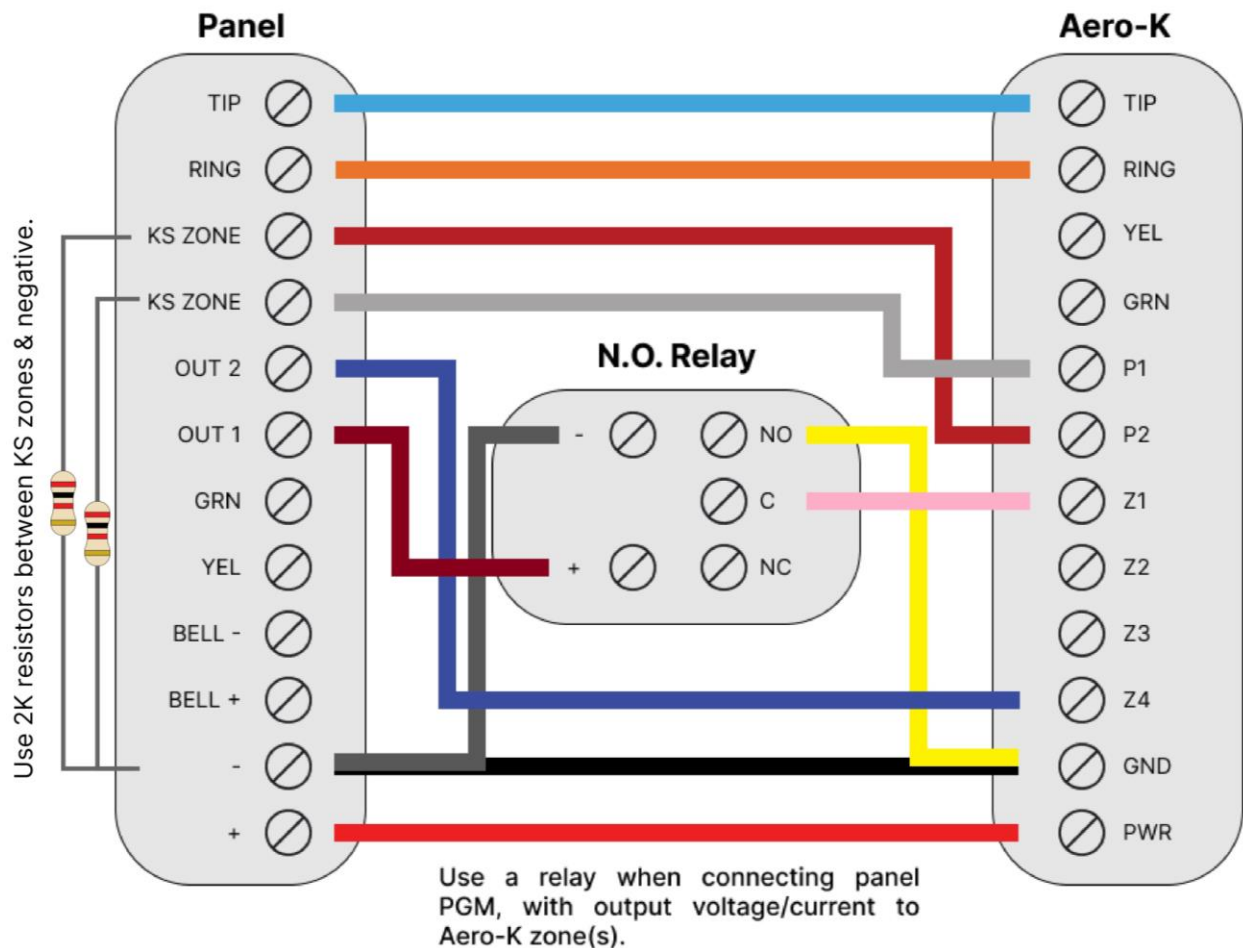 Panel
Aero-K
TIP
RING
KS ZONE
KS ZONE
OUT 2
OUT 1
GRN
YEL
BELL -
BELL +
-
+
Use 2K resistors between KS zones & negative.
N.O. Relay
-
+
NO
C
NC
TIP
RING
YEL
GRN
P1
P2
Z1
Z2
Z3
Z4
GND
PWR
Use a relay when connecting panel
PGM, with output voltage/current to
Aero-K zone(s).